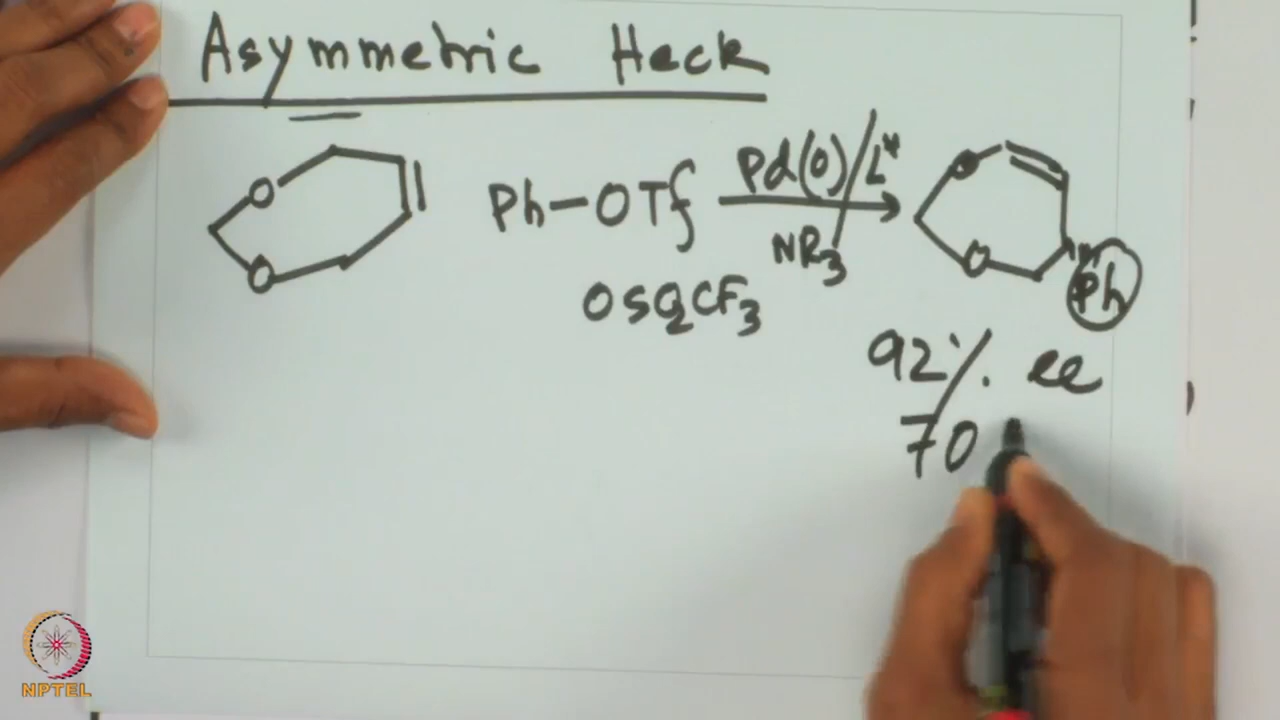 Asymmetric Heck
O O Ph-OTf Pd(0)/L* NR3 O O Ph
OSO2CF3
92% ee
70
NPTEL